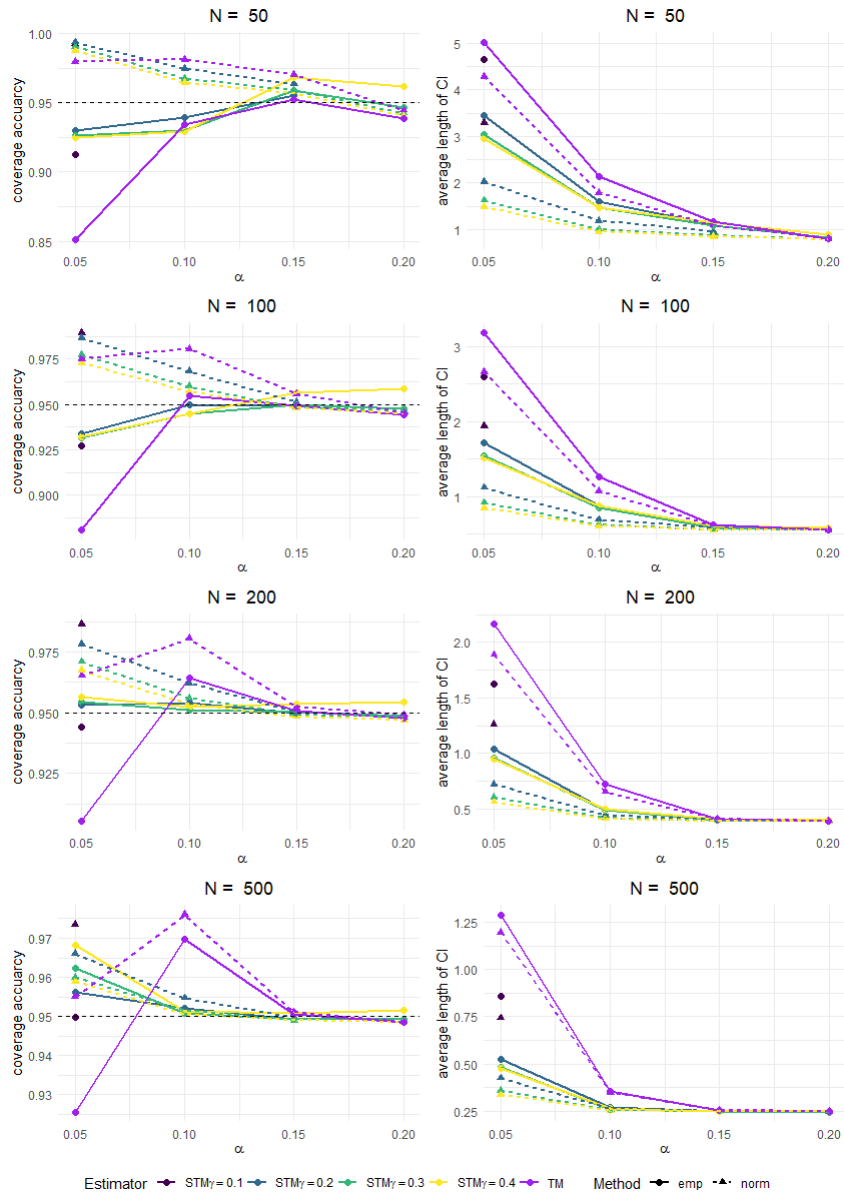 N = 50
N = 50
1.00
0.95
0.90
0.85
coverage accuarcy
0.05 0.10 0.15 0.20
α
5
4
3
2
1
average length of CI
0.05 0.10 0.15 0.20
α
N = 100
N = 100
0.975
0.950
0.925
0.900
coverage accuarcy
0.05 0.10 0.15 0.20
α
3
2
1
average length of CI
0.05 0.10 0.15 0.20
α
N = 200
N = 200
0.975
0.950
0.925
coverage accuarcy
0.05 0.10 0.15 0.20
α
2.0
1.5
1.0
0.5
average length of CI
0.05 0.10 0.15 0.20
α
N = 500
N = 500
0.97
0.96
0.95
0.94
0.93
coverage accuarcy
0.05 0.10 0.15 0.20
α
1.25
1.00
0.75
0.50
0.25
average length of CI
0.05 0.10 0.15 0.20
α
Estimator STMγ = 0.1 STMγ = 0.2 STMγ = 0.3 STMγ = 0.4 TM Method emp norm